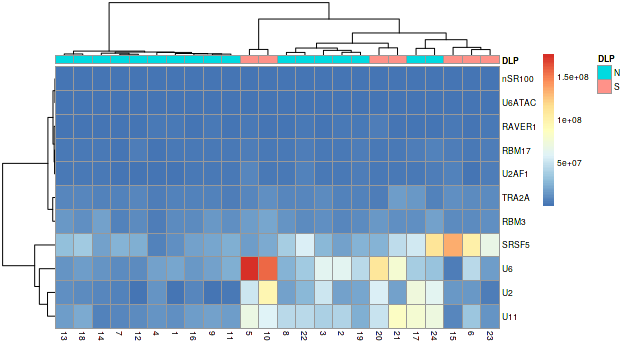 DLP
DLP
N
S
nSR100
U6ATAC
RAVER1
RBM17
U2AF1
TRA2A
RBM3
SRSF5
U6
U2
U11
1.5e+08
1e+08
5e+07
13 18 14 7 12 4 1 16 9 11 5 10 8 22 3 2 19 20 21 17 24 15 6 23